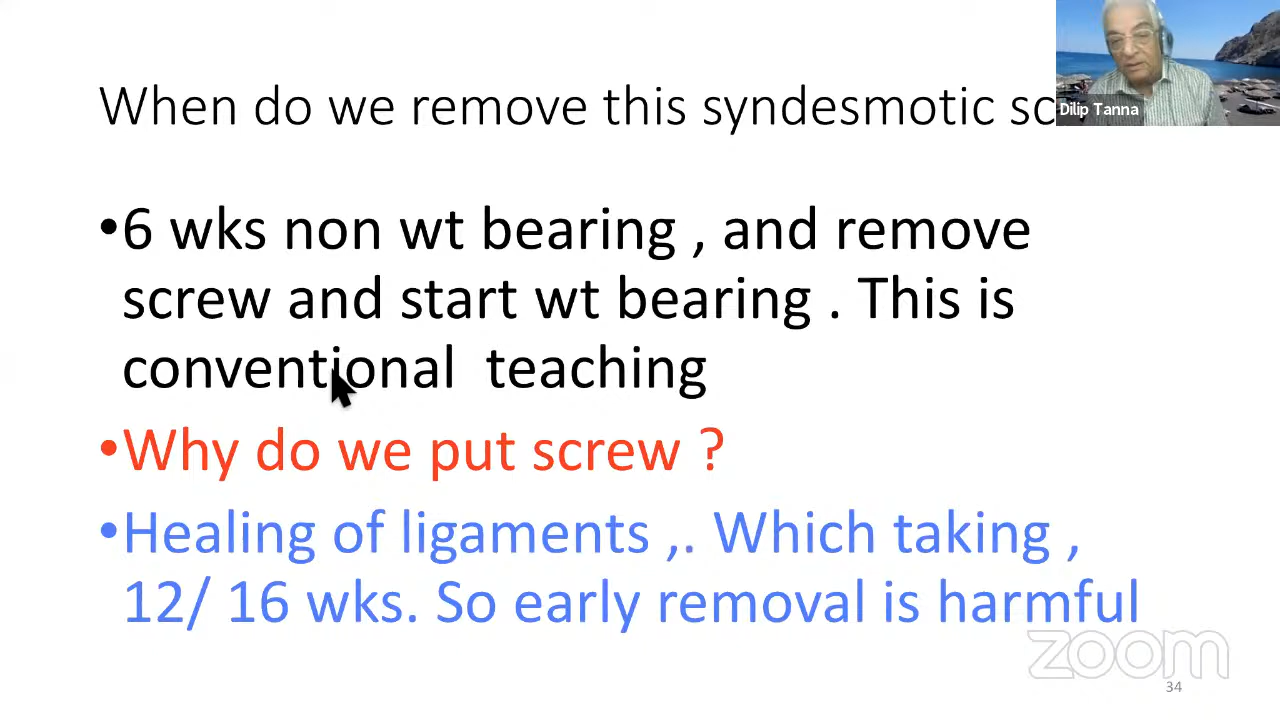 When do we remove this syndesmotic
Dilip Tanna
•6 wks non wt bearing , and remove
screw and start wt bearing . This is
conventional teaching
•Why do we put screw ?
•Healing of ligaments ,. Which taking ,
12/ 16 wks. So early removal is harmful
zoom
34